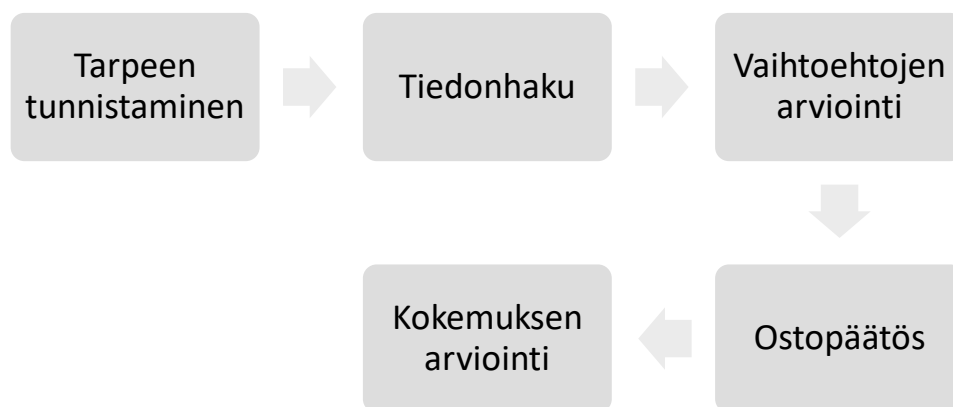 Tarpeen
tunnistaminen
Tiedonhaku
Vaihtoehtojen
arviointi
Ostopäätös
Kokemuksen
arviointi